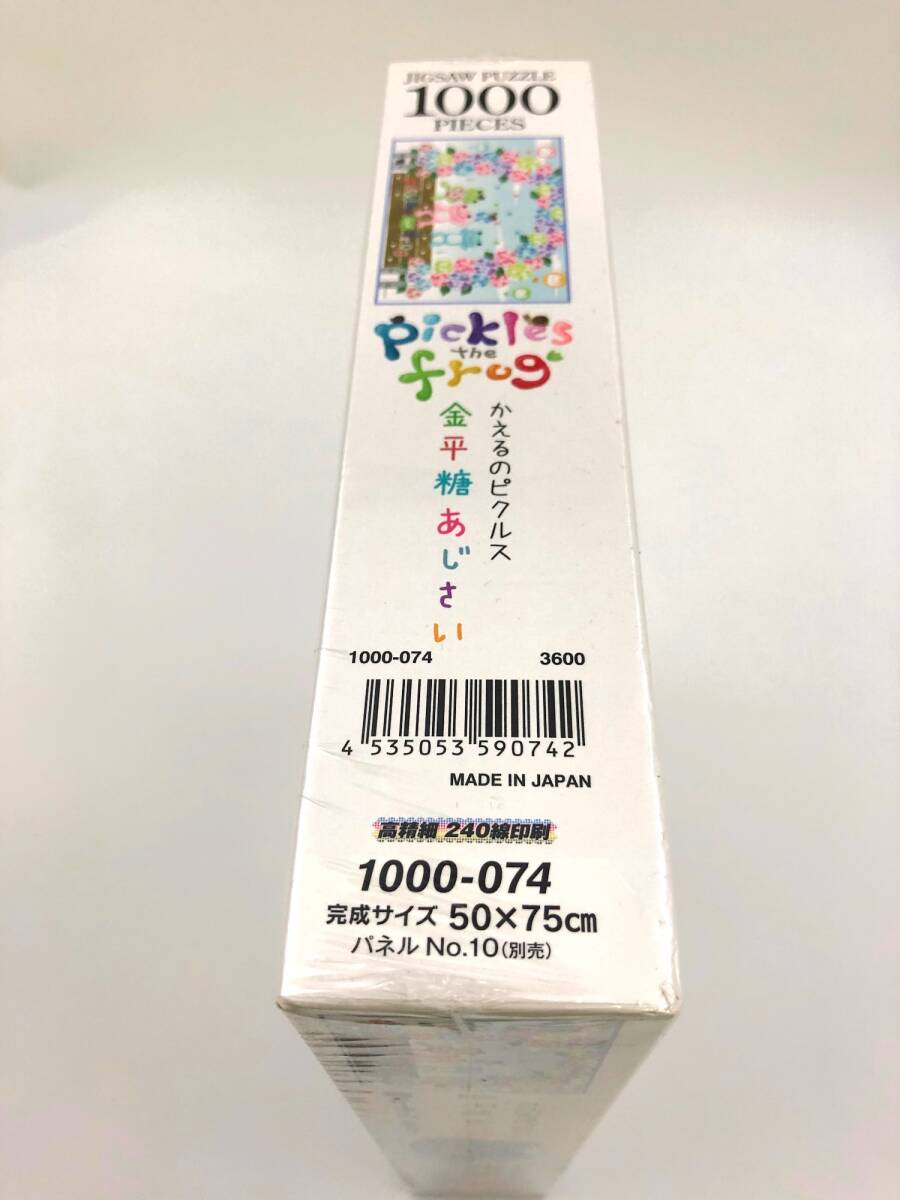 JIGSAW PUZZLE
1000
PIECES
pickles
the
frog
かえるのピクルス
金平糖あじさい
1000-074 3600
4 535053 590742
MADE IN JAPAN
高精細 240線印刷
1000-074
完成サイズ 50×75cm
パネル No.10(別売)